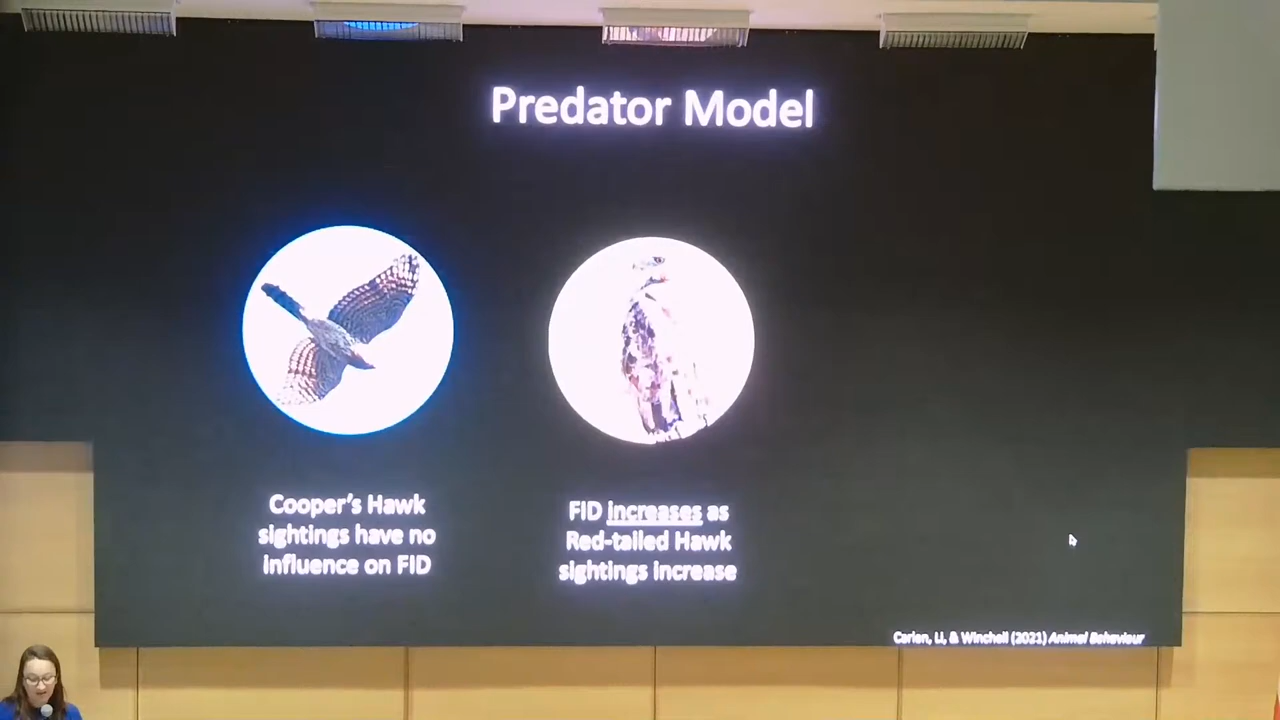 Predator Model
Cooper's Hawk
sightings have no
influence on FID
FID increases as
Red-tailed Hawk
sightings increase
Carlen, Li, & Winchell (2021) Animal Behaviour